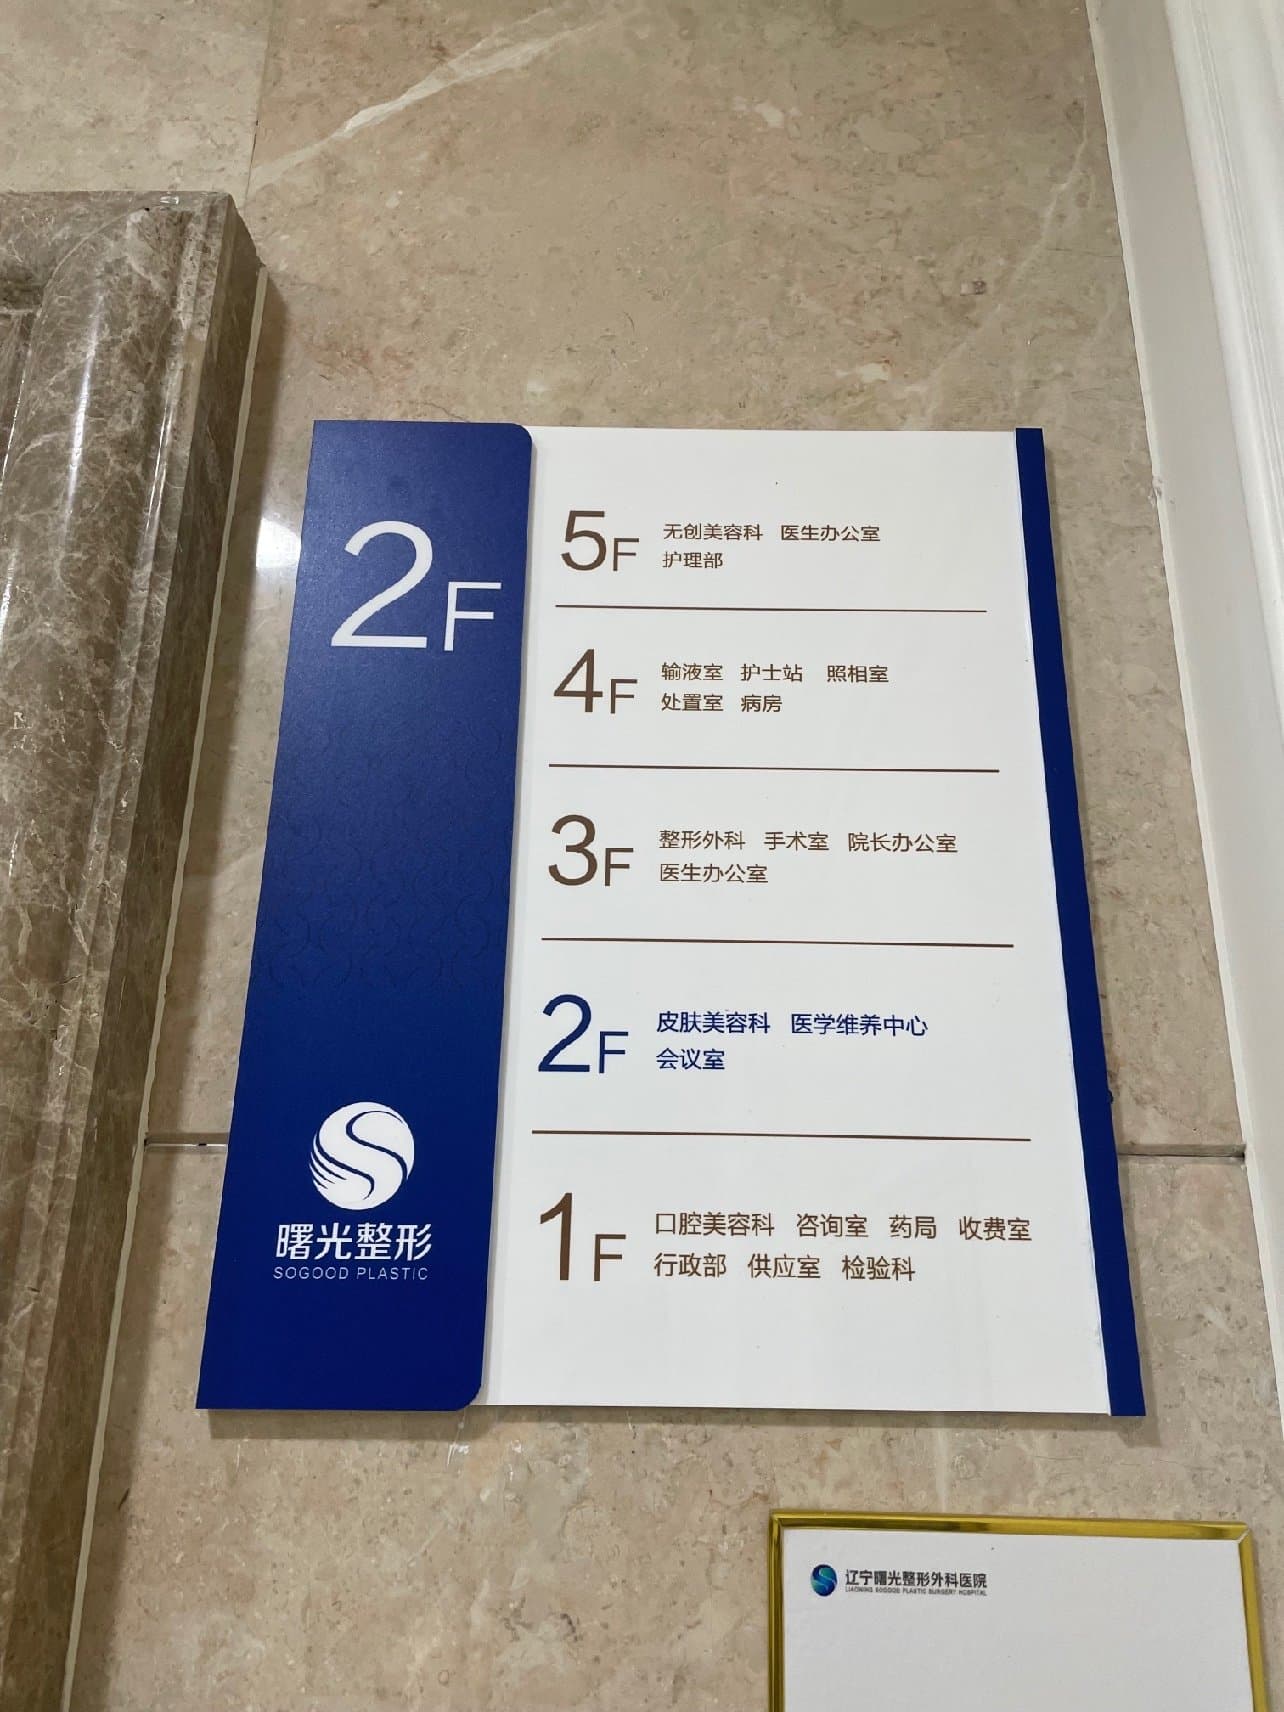 2F
曙光整形
SOGOOD PLASTIC
5F 无创美容科 医生办公室
护理部
4F 输液室 护士站 照相室
处置室 病房
3F 整形外科 手术室 院长办公室
医生办公室
2F 皮肤美容科 医学维养中心
会议室
1F 口腔美容科 咨询室 药局 收费室
行政部 供应室 检验科
辽宁曙光整形外科医院
LIAONING SOGOOD PLASTIC SURGERY HOSPITAL